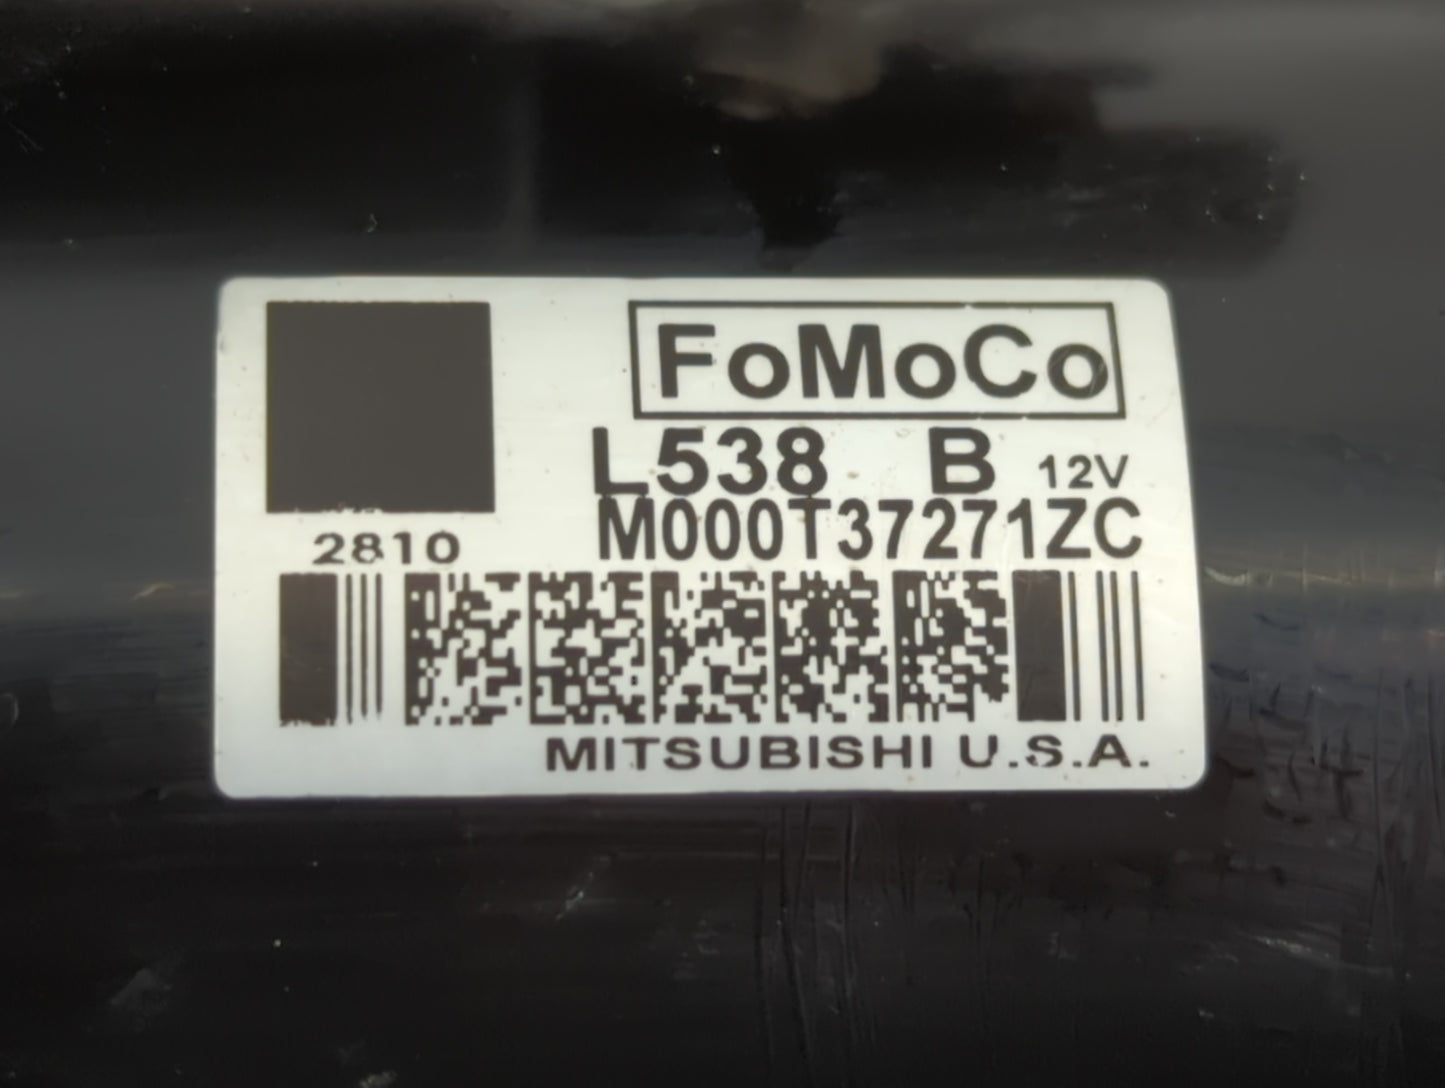 FoMoCo
L538 B 12V
M000T37271ZC
2810
MITSUBISHI U.S.A.